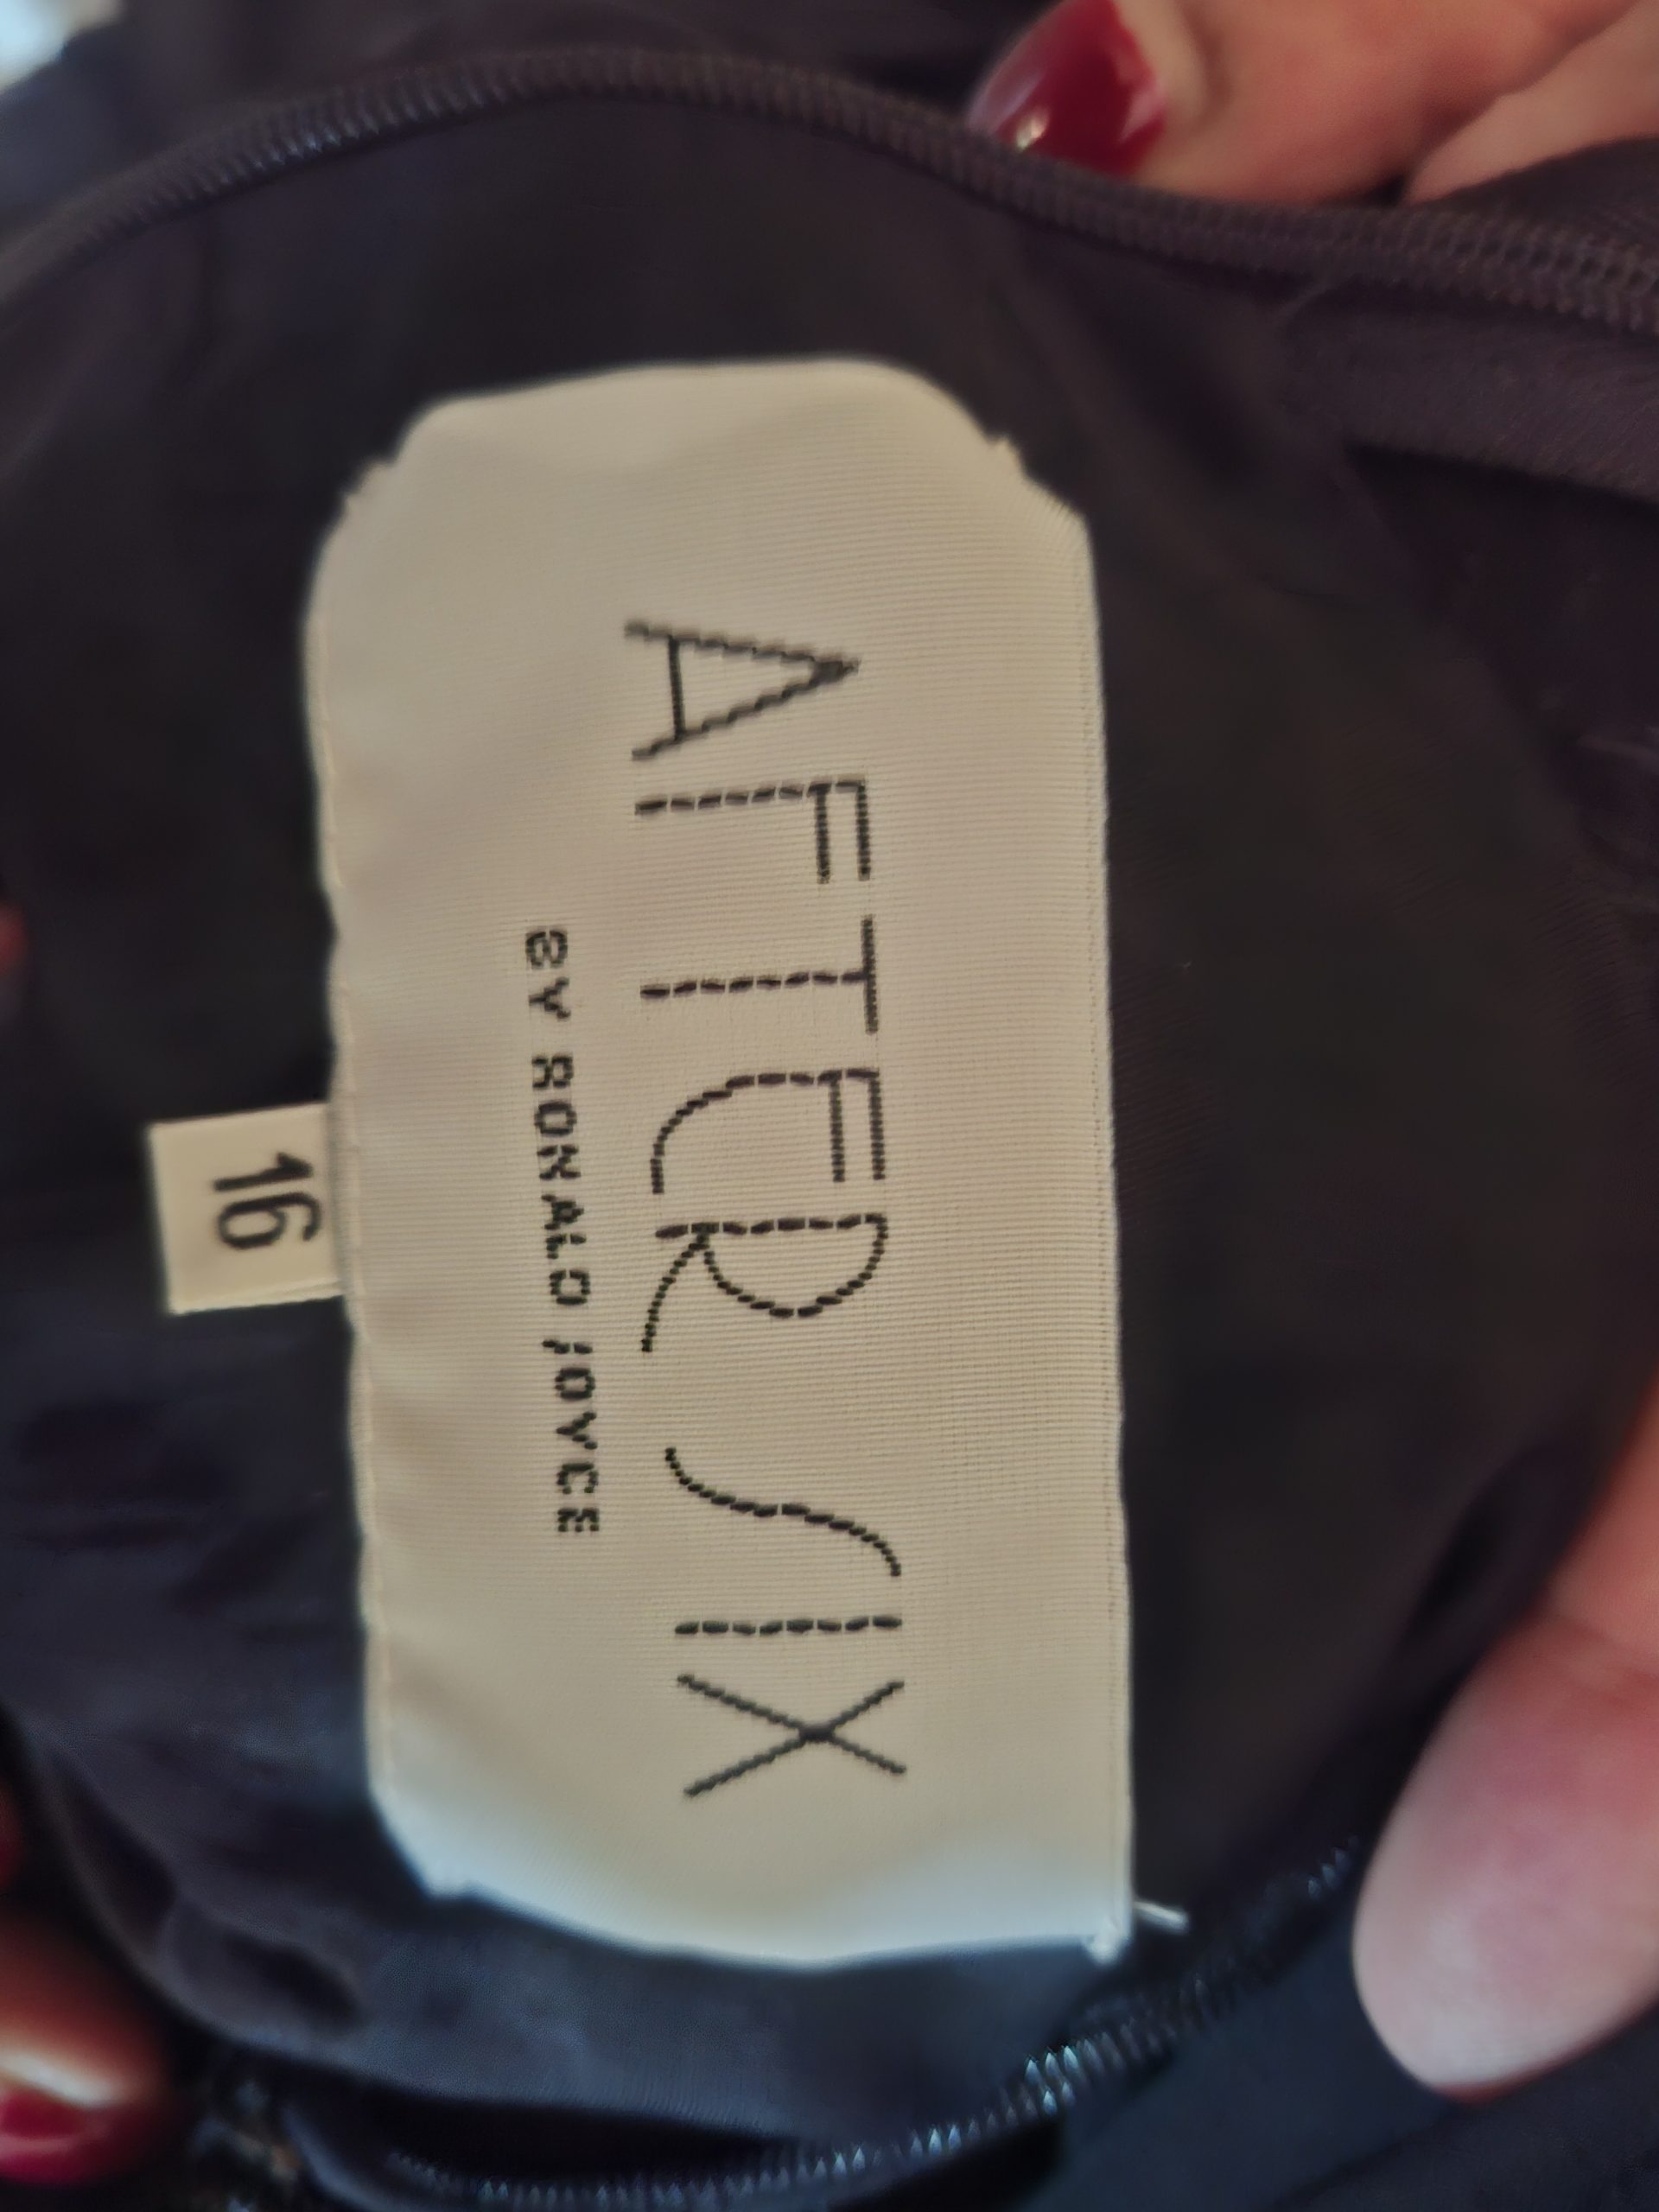 AFTER SIX
BY RONALD JOYCE
16